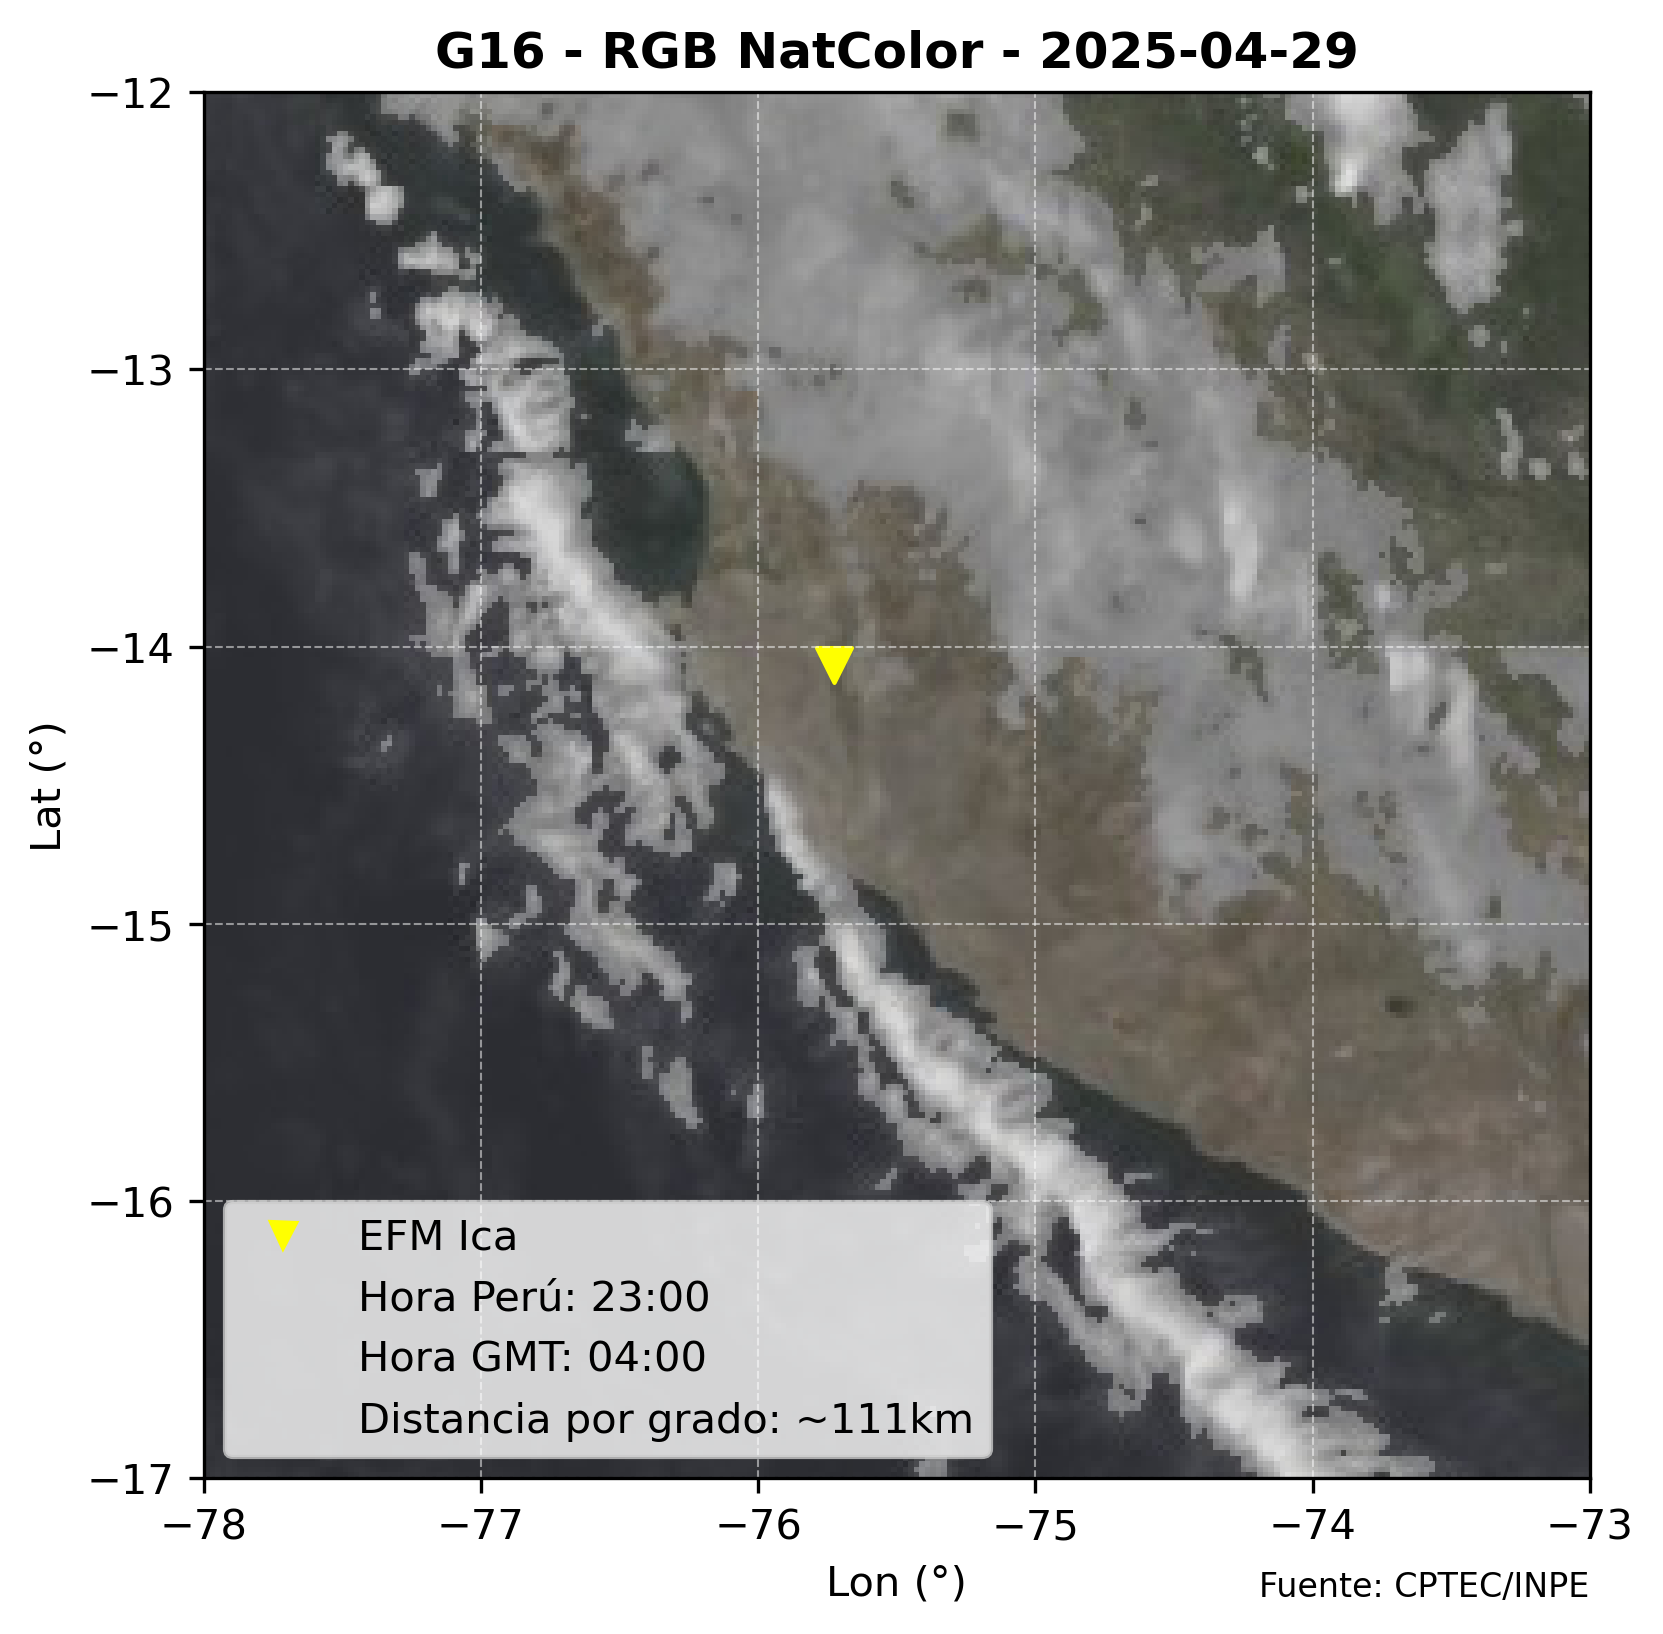 G16 - RGB NatColor - 2025-04-29
−12
−13
−14
−15
−16
−17
Lat (°)
EFM Ica
Hora Perú: 23:00
Hora GMT: 04:00
Distancia por grado: ~111km
−78
−77
−76
−75
−74
−73
Lon (°)
Fuente: CPTEC/INPE